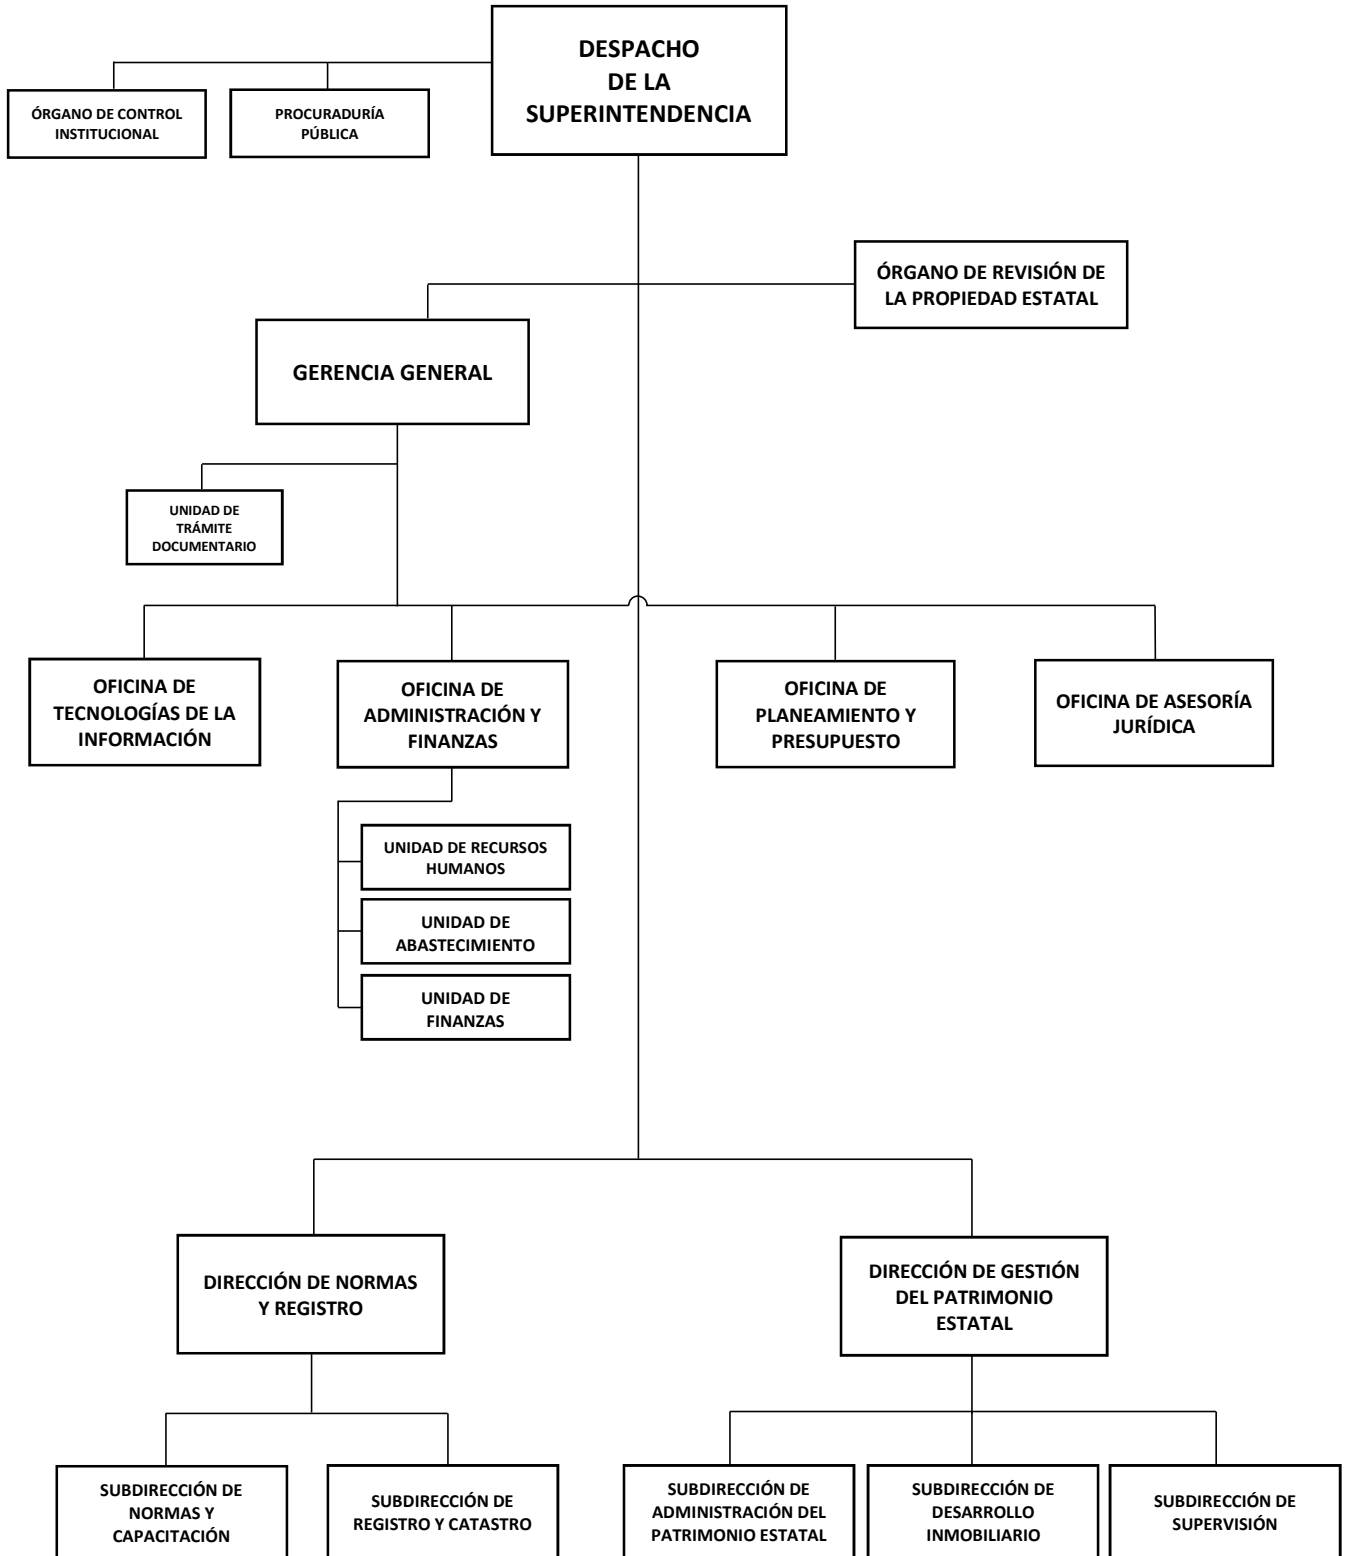 DESPACHO
DE LA
SUPERINTENDENCIA
ÓRGANO DE CONTROL
INSTITUCIONAL
PROCURADURÍA
PÚBLICA
ÓRGANO DE REVISIÓN DE
LA PROPIEDAD ESTATAL
GERENCIA GENERAL
UNIDAD DE
TRÁMITE
DOCUMENTARIO
OFICINA DE
TECNOLOGÍAS DE LA
INFORMACIÓN
OFICINA DE
ADMINISTRACIÓN Y
FINANZAS
OFICINA DE
PLANEAMIENTO Y
PRESUPUESTO
OFICINA DE ASESORÍA
JURÍDICA
UNIDAD DE RECURSOS
HUMANOS
UNIDAD DE
ABASTECIMIENTO
UNIDAD DE
FINANZAS
DIRECCIÓN DE NORMAS
Y REGISTRO
DIRECCIÓN DE GESTIÓN
DEL PATRIMONIO
ESTATAL
SUBDIRECCIÓN DE
NORMAS Y
CAPACITACIÓN
SUBDIRECCIÓN DE
REGISTRO Y CATASTRO
SUBDIRECCIÓN DE
ADMINISTRACIÓN DEL
PATRIMONIO ESTATAL
SUBDIRECCIÓN DE
DESARROLLO
INMOBILIARIO
SUBDIRECCIÓN DE
SUPERVISIÓN